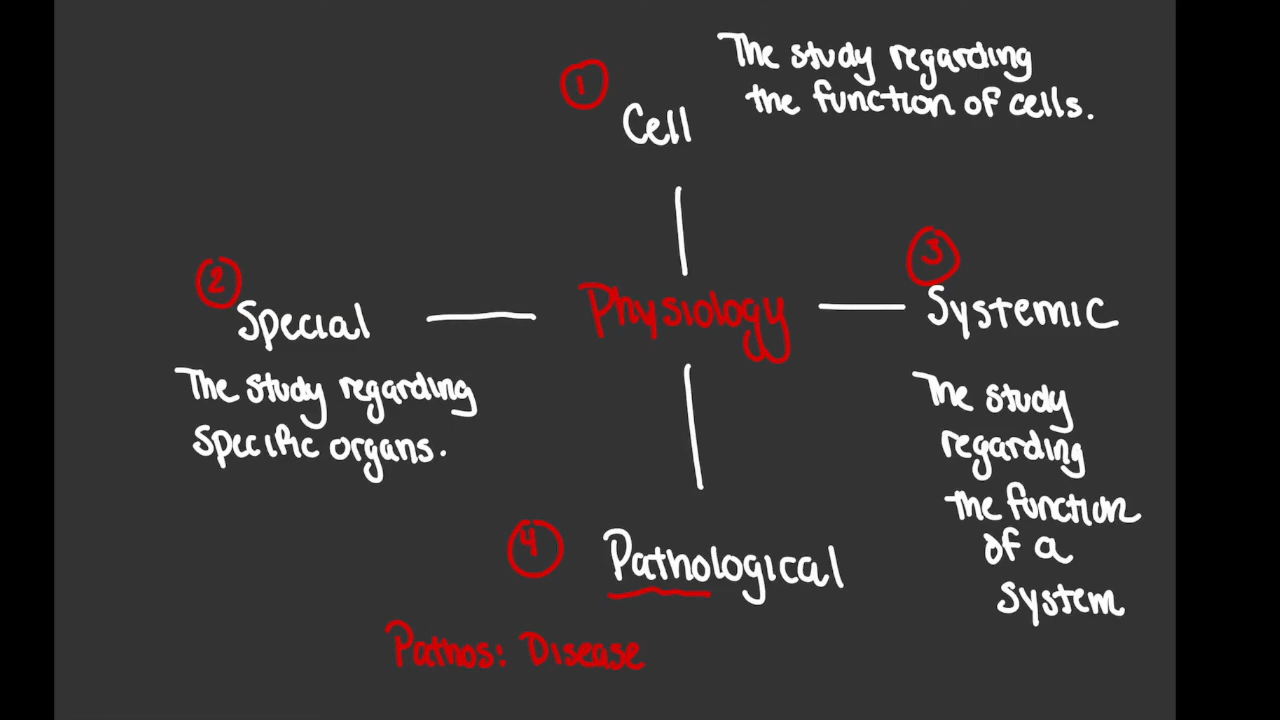 1
Cell
The study regarding
the function of cells.
2
Special
The study regarding
specific organs.
Physiology
3
Systemic
The study
regarding
the function
of a
system
4
Pathological
Pathos: Disease